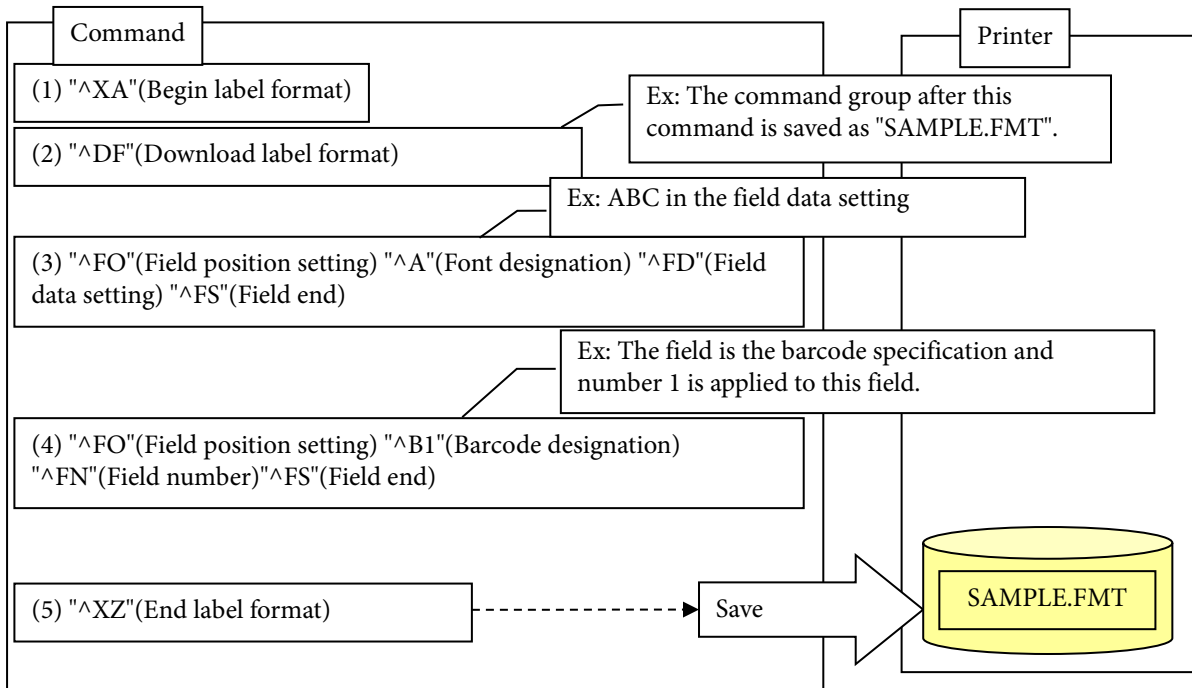 Command
Printer
(1) "^XA"(Begin label format)
Ex: The command group after this
command is saved as "SAMPLE.FMT".
(2) "^DF"(Download label format)
Ex: ABC in the field data setting
(3) "^FO"(Field position setting) "^A"(Font designation) "^FD"(Field
data setting) "^FS"(Field end)
Ex: The field is the barcode specification and
number 1 is applied to this field.
(4) "^FO"(Field position setting) "^B1"(Barcode designation)
"^FN"(Field number)"^FS"(Field end)
(5) "^XZ"(End label format)
Save
SAMPLE.FMT